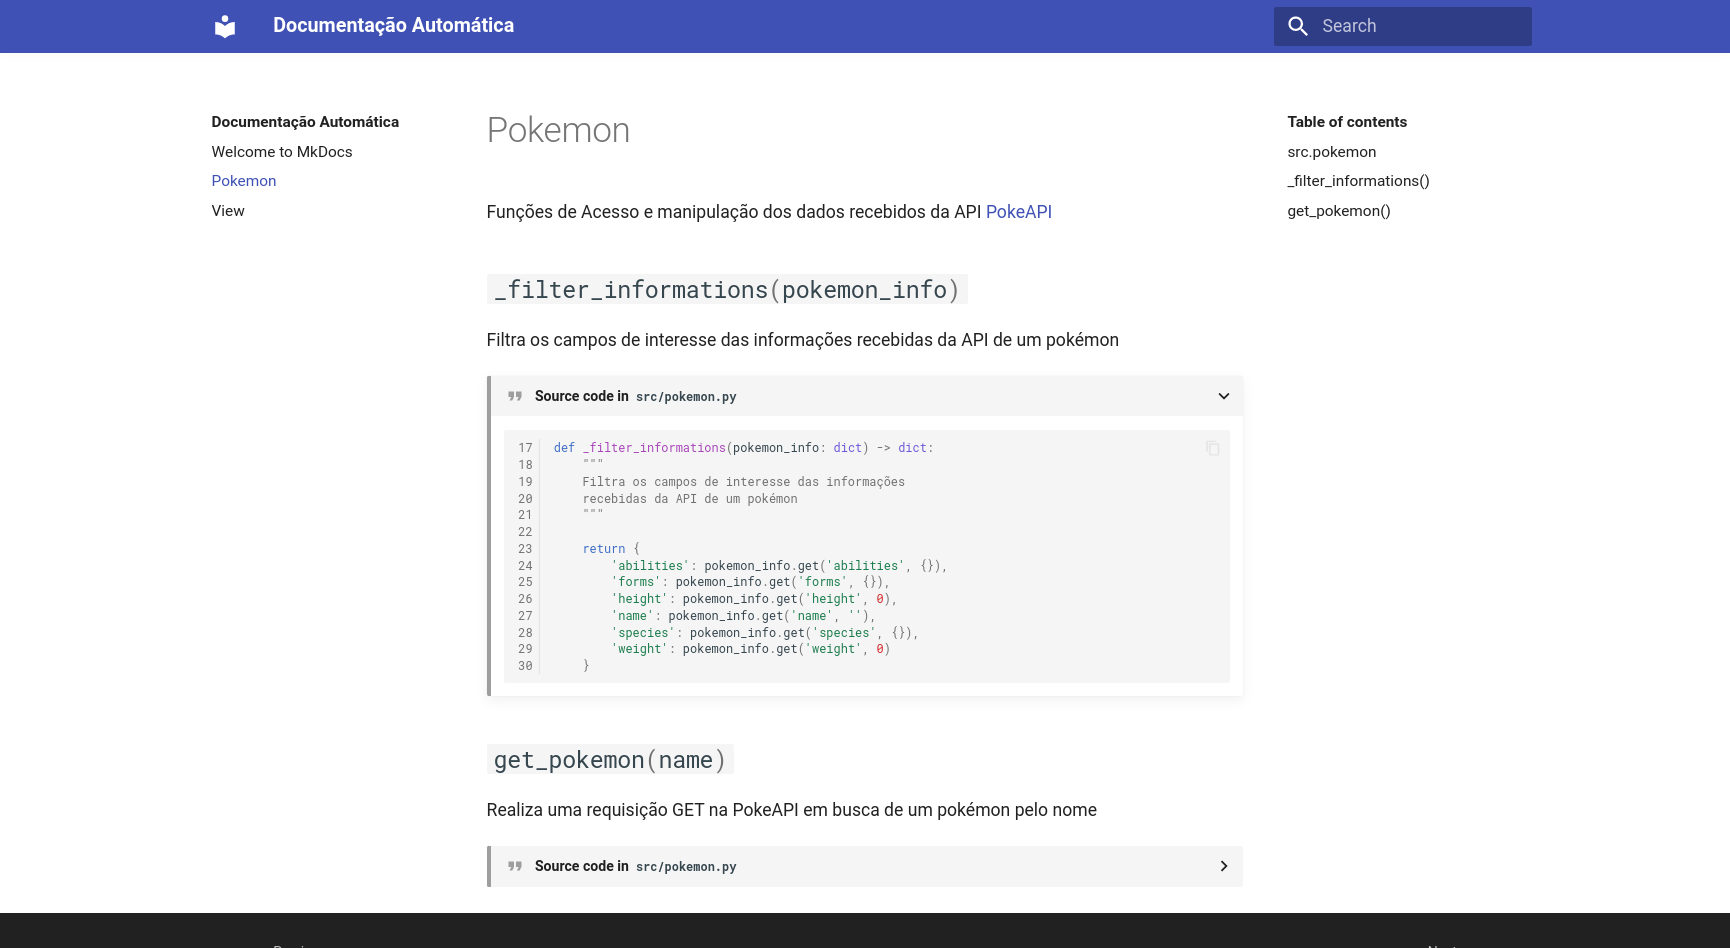 Documentação Automática
Search
Documentação Automática
Welcome to MkDocs
Pokemon
View
Pokemon
Funções de Acesso e manipulação dos dados recebidos da API PokeAPI
_filter_informations(pokemon_info)
Filtra os campos de interesse das informações recebidas da API de um pokémon
Source code in src/pokemon.py
17 def _filter_informations(pokemon_info: dict) -> dict:
18     """
19     Filtra os campos de interesse das informações
20     recebidas da API de um pokémon
21     """
22
23     return {
24         'abilities': pokemon_info.get('abilities', {}),
25         'forms': pokemon_info.get('forms', {}),
26         'height': pokemon_info.get('height', 0),
27         'name': pokemon_info.get('name', ''),
28         'species': pokemon_info.get('species', {}),
29         'weight': pokemon_info.get('weight', 0)
30     }
get_pokemon(name)
Realiza uma requisição GET na PokeAPI em busca de um pokémon pelo nome
Source code in src/pokemon.py
Table of contents
src.pokemon
_filter_informations()
get_pokemon()